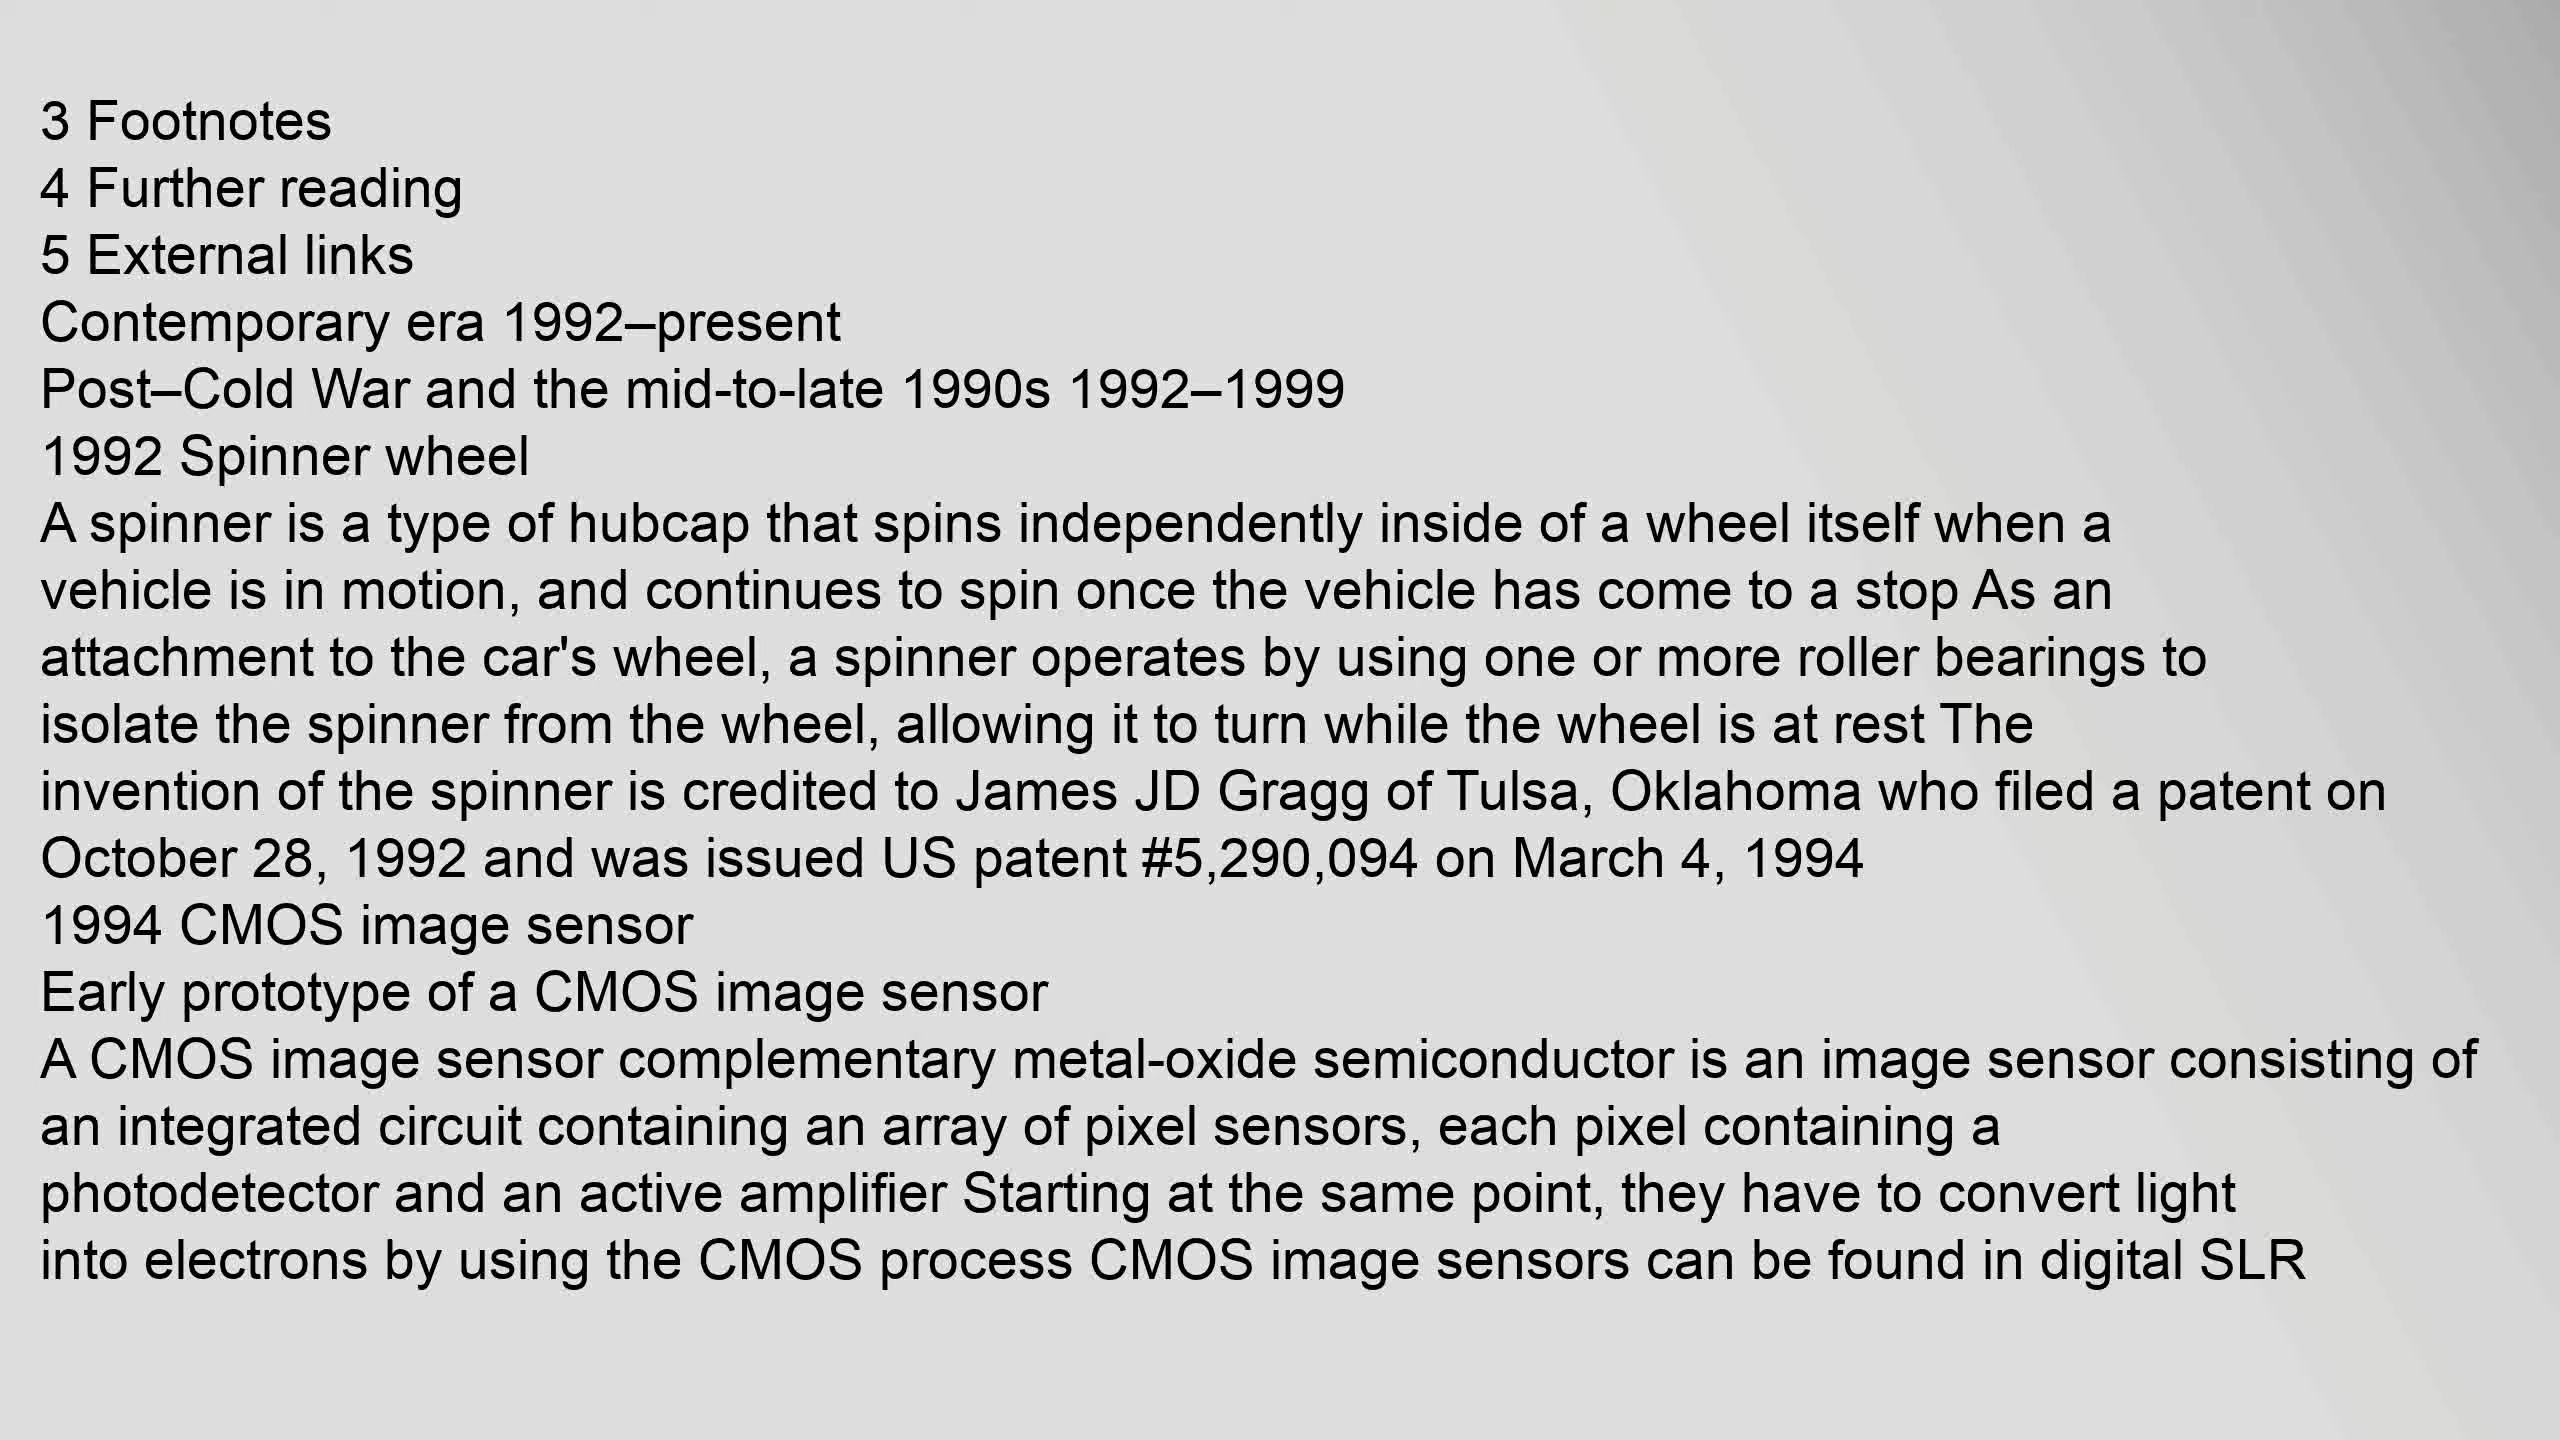 3 Footnotes
4 Further reading
5 External links
Contemporary era 1992–present
Post–Cold War and the mid-to-late 1990s 1992–1999
1992 Spinner wheel
A spinner is a type of hubcap that spins independently inside of a wheel itself when a
vehicle is in motion, and continues to spin once the vehicle has come to a stop As an
attachment to the car's wheel, a spinner operates by using one or more roller bearings to
isolate the spinner from the wheel, allowing it to turn while the wheel is at rest The
invention of the spinner is credited to James JD Gragg of Tulsa, Oklahoma who filed a patent on
October 28, 1992 and was issued US patent #5,290,094 on March 4, 1994
1994 CMOS image sensor
Early prototype of a CMOS image sensor
A CMOS image sensor complementary metal-oxide semiconductor is an image sensor consisting of
an integrated circuit containing an array of pixel sensors, each pixel containing a
photodetector and an active amplifier Starting at the same point, they have to convert light
into electrons by using the CMOS process CMOS image sensors can be found in digital SLR